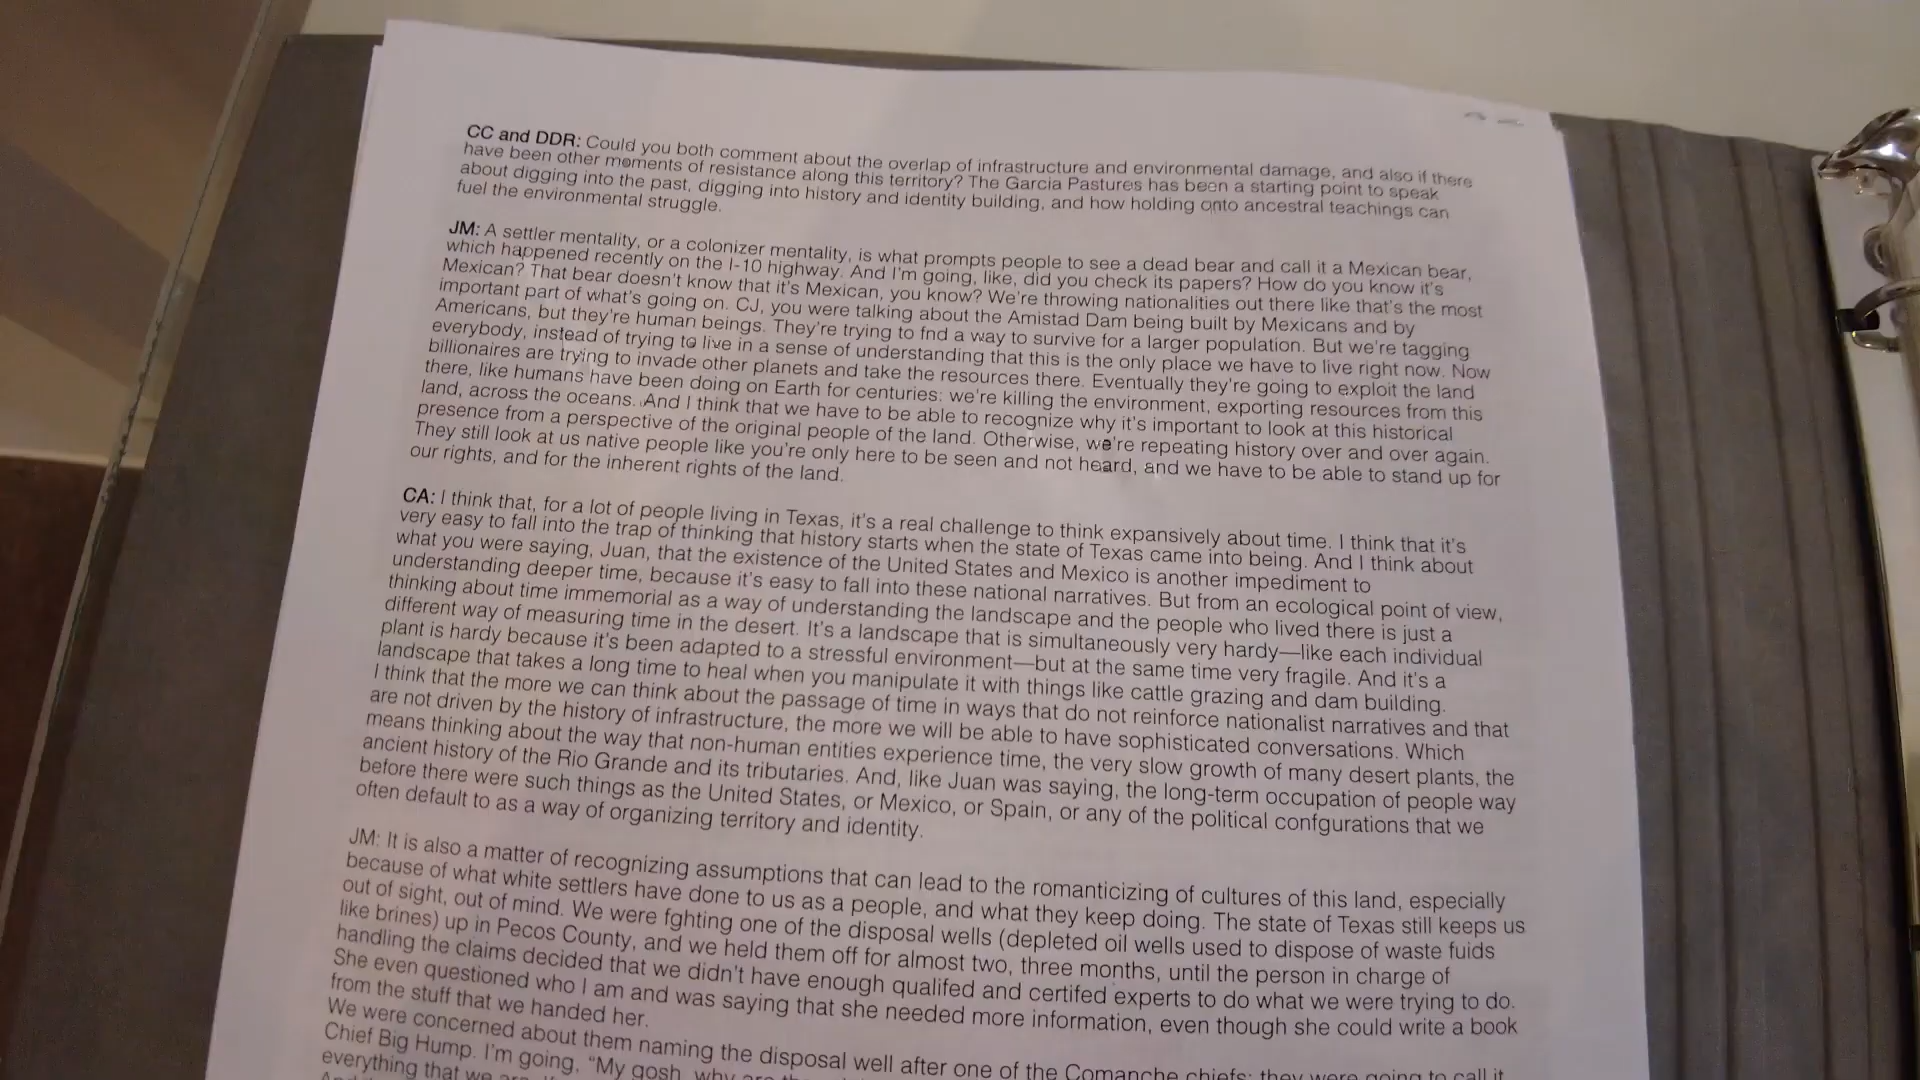 CC and DDR: Could you both comment about the overlap of infrastructure and environmental damage, and also if there
have been other moments of resistance along this territory? The Garcia Pastures has been a starting point to speak
about digging into the past, digging into history and identity building, and how holding onto ancestral teachings can
fuel the environmental struggle.
JM: A settler mentality, or a colonizer mentality, is what prompts people to see a dead bear and call it a Mexican bear,
which happened recently on the I-10 highway. And I'm going, like, did you check its papers? How do you know it's
Mexican? That bear doesn't know that it's Mexican, you know? We're throwing nationalities out there like that's the most
important part of what's going on. CJ, you were talking about the Amistad Dam being built by Mexicans and by
Americans, but they're human beings. They're trying to fnd a way to survive for a larger population. But we're tagging
everybody, instead of trying to live in a sense of understanding that this is the only place we have to live right now. Now
billionaires are trying to invade other planets and take the resources there. Eventually they're going to exploit the land
there, like humans have been doing on Earth for centuries: we're killing the environment, exporting resources from this
land, across the oceans. And I think that we have to be able to recognize why it's important to look at this historical
presence from a perspective of the original people of the land. Otherwise, we're repeating history over and over again.
They still look at us native people like you're only here to be seen and not heard, and we have to be able to stand up for
our rights, and for the inherent rights of the land.
CA: I think that, for a lot of people living in Texas, it's a real challenge to think expansively about time. I think that it's
very easy to fall into the trap of thinking that history starts when the state of Texas came into being. And I think about
what you were saying, Juan, that the existence of the United States and Mexico is another impediment to
understanding deeper time, because it's easy to fall into these national narratives. But from an ecological point of view,
thinking about time immemorial as a way of understanding the landscape and the people who lived there is just a
different way of measuring time in the desert. It's a landscape that is simultaneously very hardy—like each individual
plant is hardy because it's been adapted to a stressful environment—but at the same time very fragile. And it's a
landscape that takes a long time to heal when you manipulate it with things like cattle grazing and dam building.
I think that the more we can think about the passage of time in ways that do not reinforce nationalist narratives and that
are not driven by the history of infrastructure, the more we will be able to have sophisticated conversations. Which
means thinking about the way that non-human entities experience time, the very slow growth of many desert plants, the
ancient history of the Rio Grande and its tributaries. And, like Juan was saying, the long-term occupation of people way
before there were such things as the United States, or Mexico, or Spain, or any of the political confgurations that we
often default to as a way of organizing territory and identity.
JM: It is also a matter of recognizing assumptions that can lead to the romanticizing of cultures of this land, especially
because of what white settlers have done to us as a people, and what they keep doing. The state of Texas still keeps us
out of sight, out of mind. We were fghting one of the disposal wells (depleted oil wells used to dispose of waste fuids
like brines) up in Pecos County, and we held them off for almost two, three months, until the person in charge of
handling the claims decided that we didn't have enough qualifed and certifed experts to do what we were trying to do.
She even questioned who I am and was saying that she needed more information, even though she could write a book
from the stuff that we handed her.
We were concerned about them naming the disposal well after one of the Comanche chiefs: they were going to call it
Chief Big Hump. I'm going, "My gosh, why are
everything that we